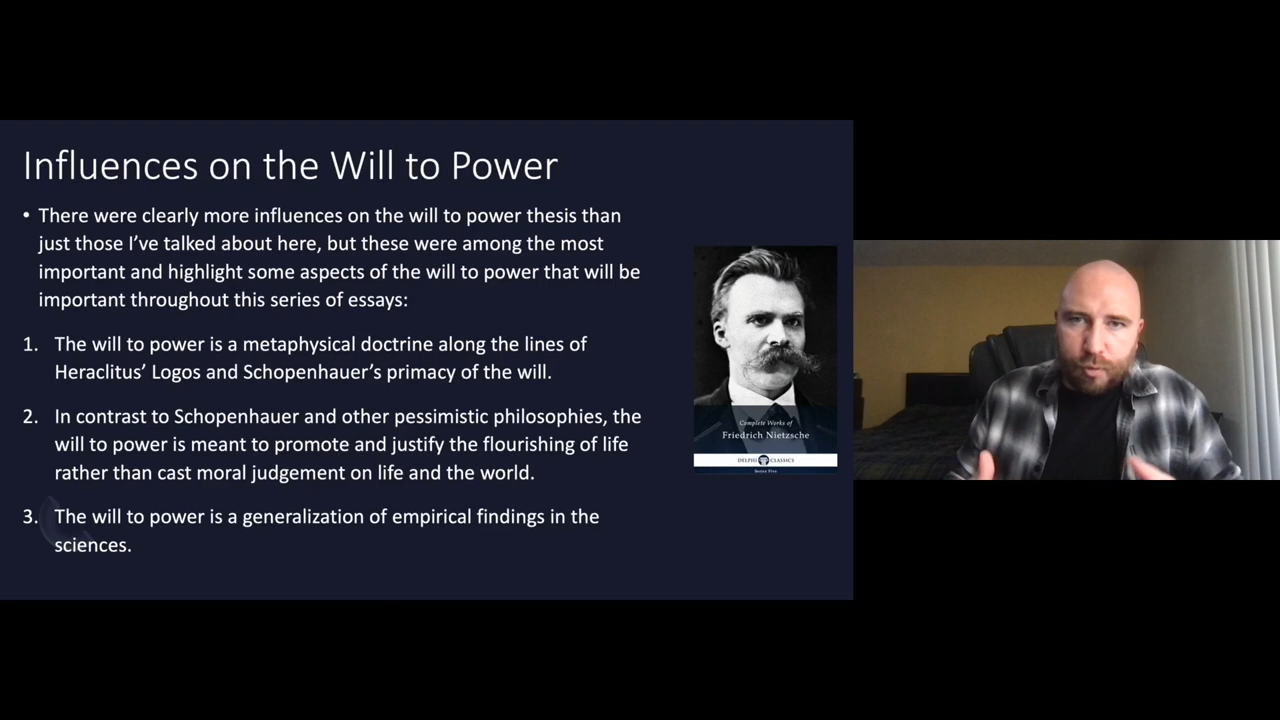 Influences on the Will to Power
• There were clearly more influences on the will to power thesis than
just those I've talked about here, but these were among the most
important and highlight some aspects of the will to power that will be
important throughout this series of essays:
1. The will to power is a metaphysical doctrine along the lines of
Heraclitus' Logos and Schopenhauer's primacy of the will.
2. In contrast to Schopenhauer and other pessimistic philosophies, the
will to power is meant to promote and justify the flourishing of life
rather than cast moral judgement on life and the world.
3. The will to power is a generalization of empirical findings in the
sciences.
Complete Works of
Friedrich Nietzsche
DELPHI CLASSICS
Series Five